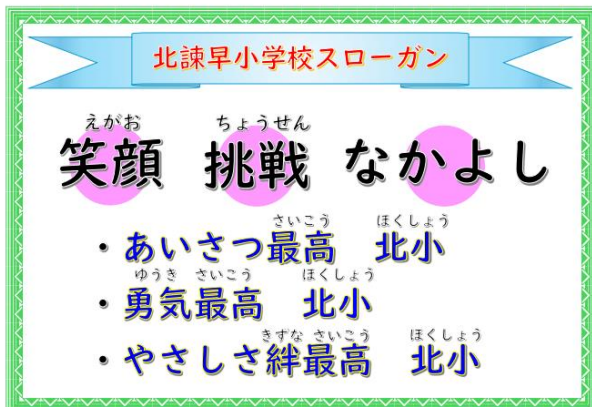 北諫早小学校スローガン
えがお ちょうせん
笑顔 挑戦 なかよし
さいこう ほくしょう
・あいさつ最高 北小
ゆうき さいこう ほくしょう
・勇気最高 北小
きずな さいこう ほくしょう
・やさしさ絆最高 北小